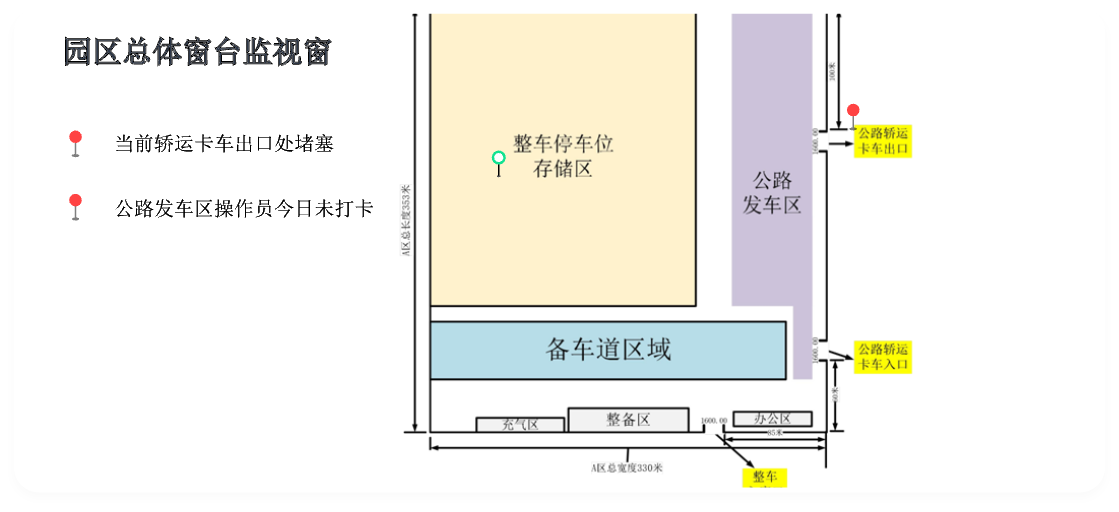 园区总体窗台监视窗
当前轿运卡车出口处堵塞
公路发车区操作员今日未打卡
A区总长度353米
整车停车位
存储区
公路
发车区
100米
1600.00
公路轿运
卡车出口
备车道区域
1600.00
公路轿运
卡车入口
60米
充气区
整备区
1600.00
办公区
85米
A区总宽度330米
整车